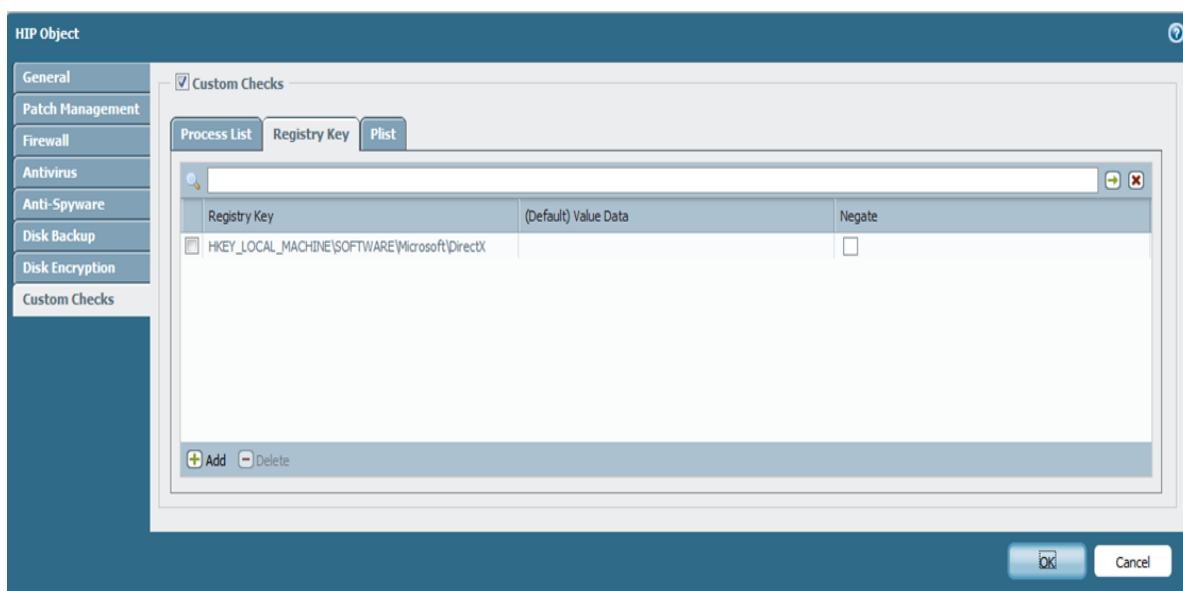 HIP Object
General
Patch Management
Firewall
Antivirus
Anti-Spyware
Disk Backup
Disk Encryption
Custom Checks
Custom Checks
Process List Registry Key Plist
Registry Key (Default) Value Data Negate
HKEY_LOCAL_MACHINE\SOFTWARE\Microsoft\DirectX
Add Delete
OK Cancel